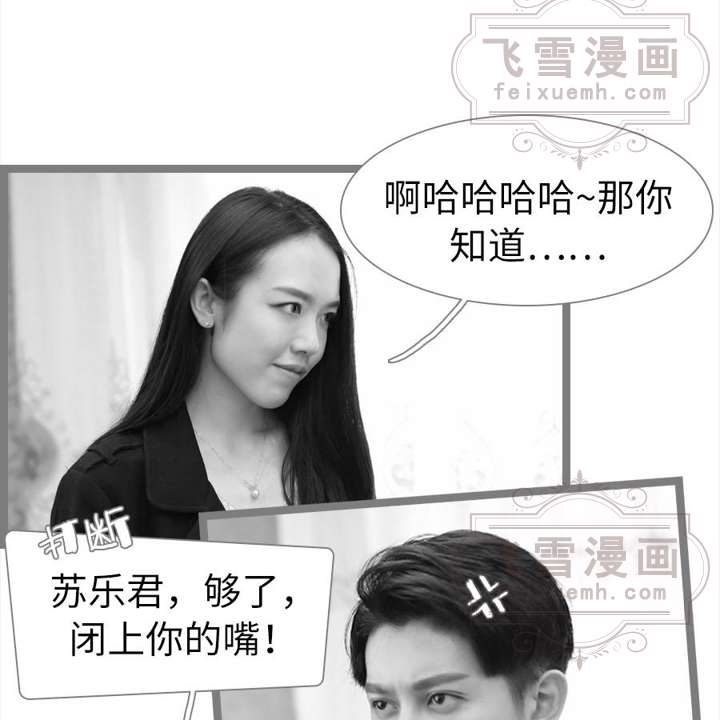 飞雪漫画
feixuemh.com
啊哈哈哈哈~那你
知道……
打断
苏乐君，够了，
闭上你的嘴！
飞雪漫画
feixuemh.com